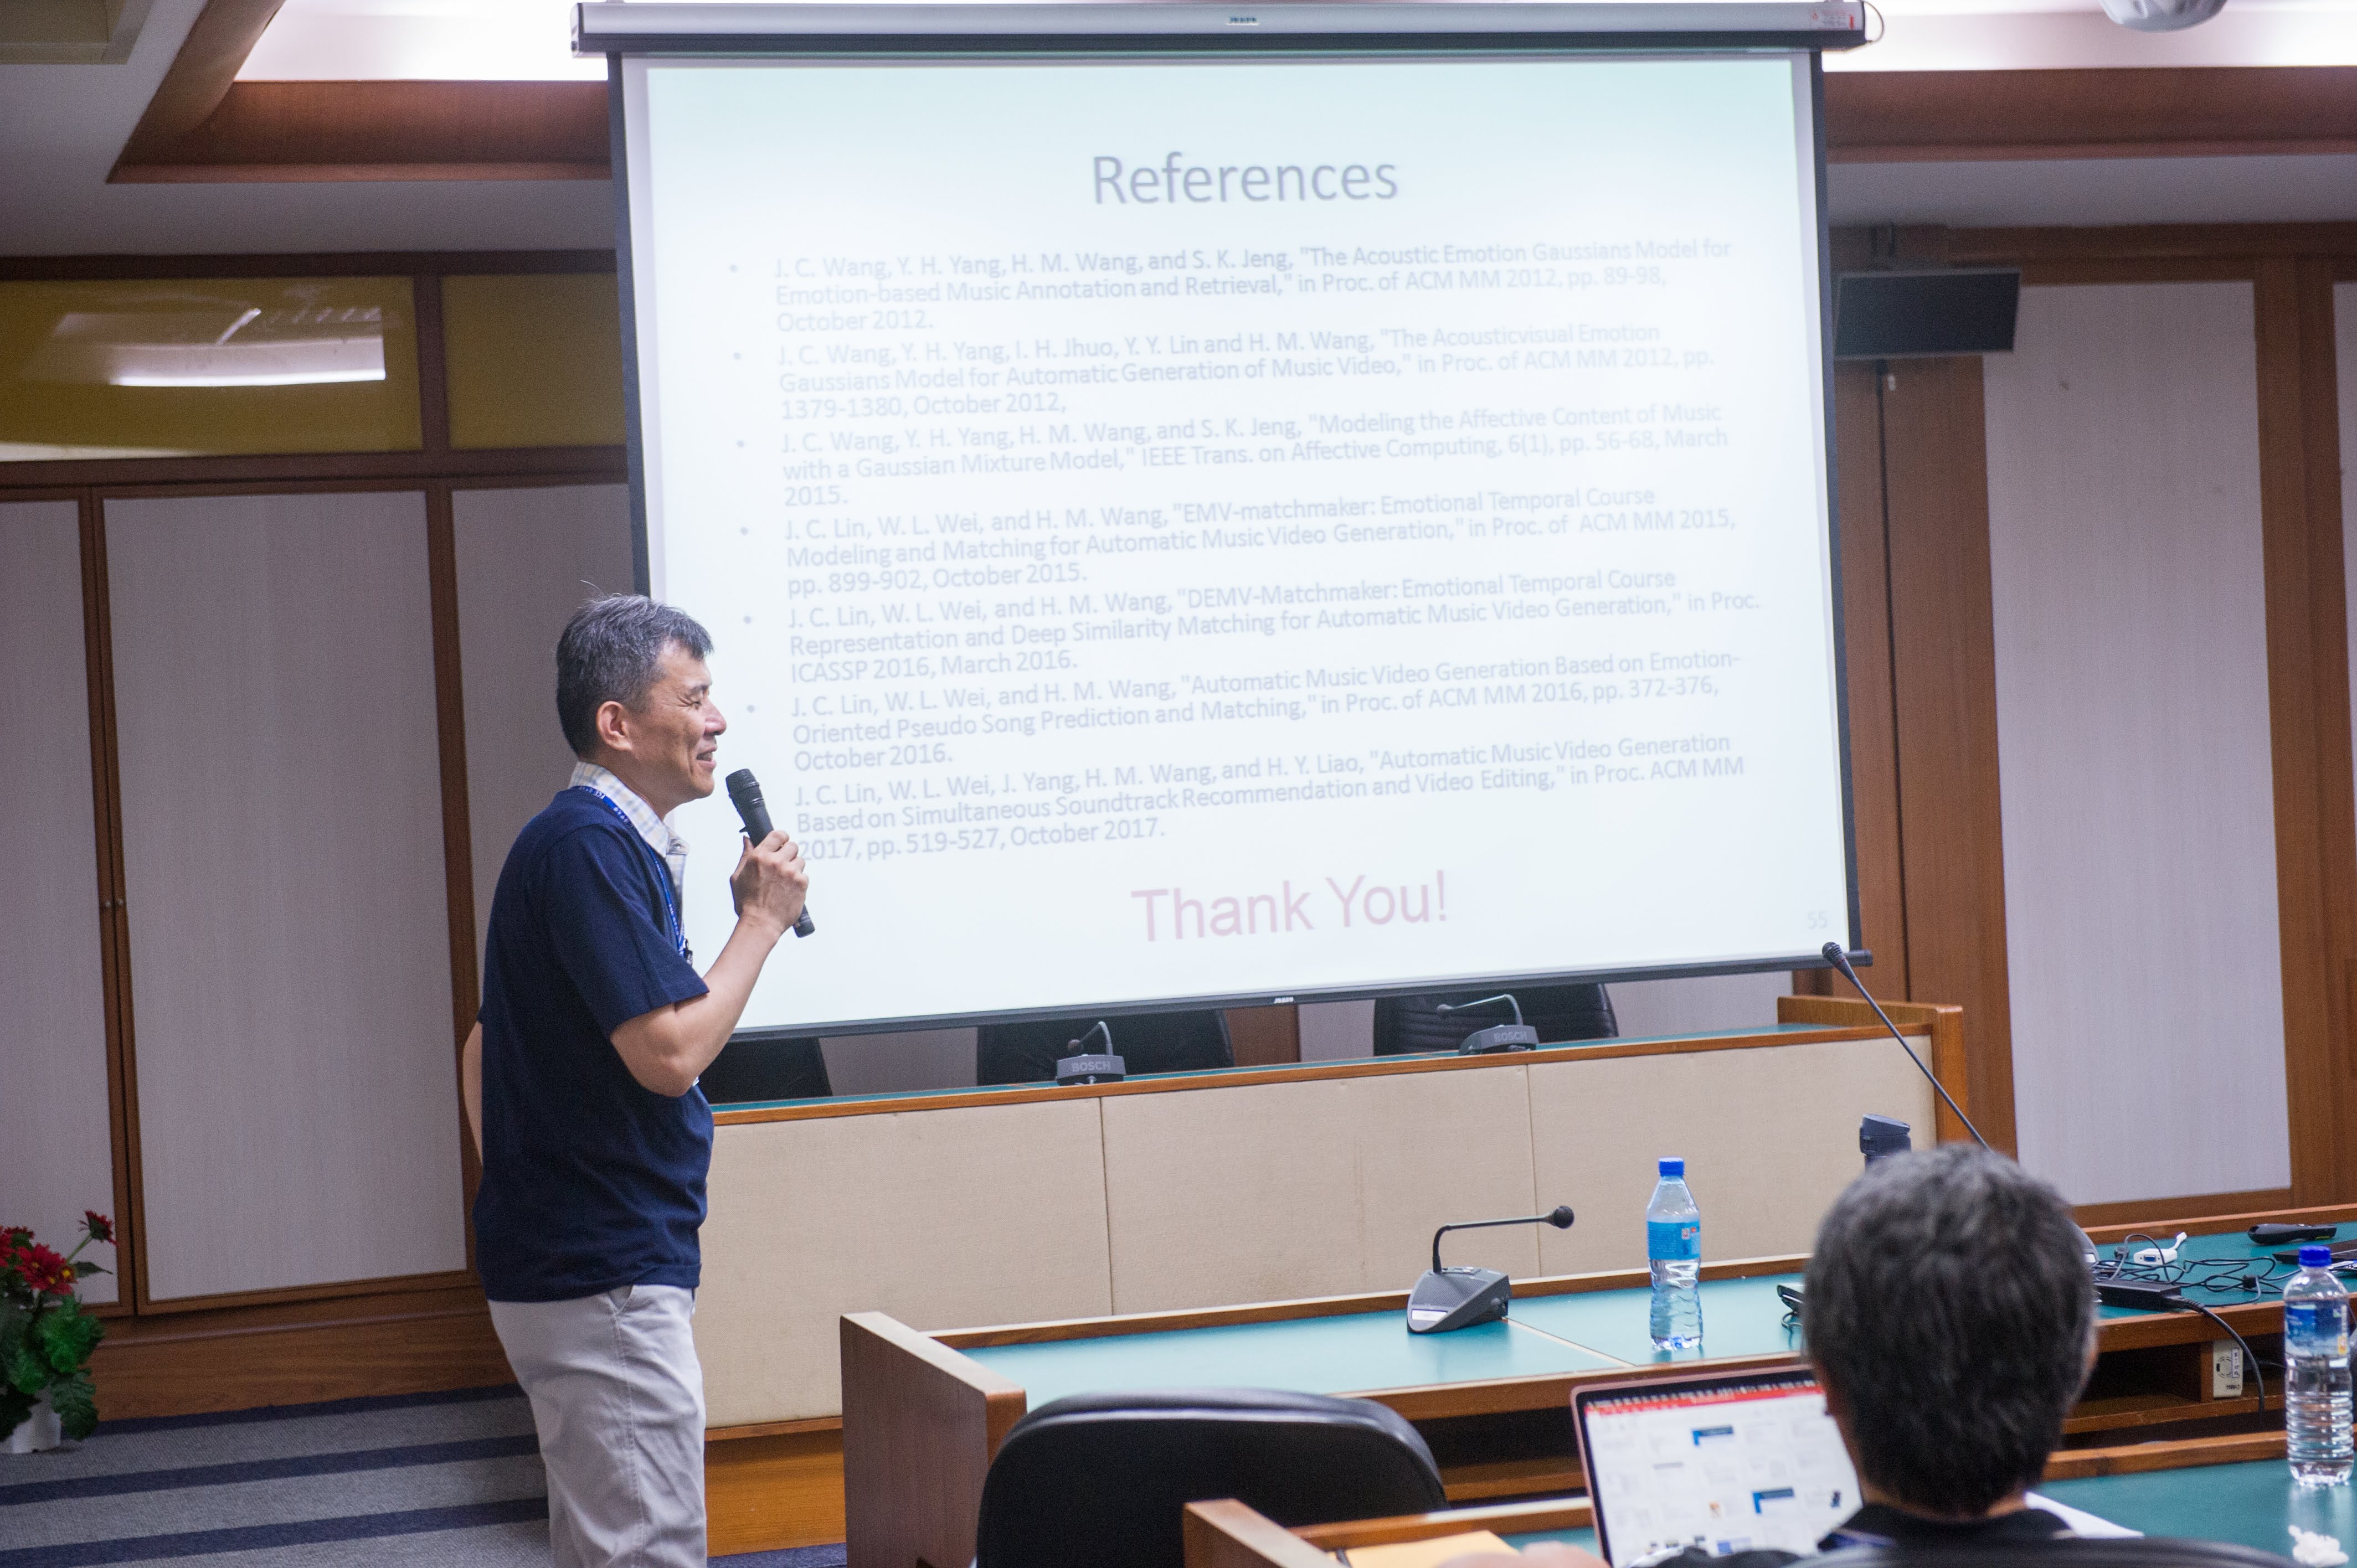 References
• J. C. Wang, Y. H. Yang, H. M. Wang, and S. K. Jeng, "The Acoustic Emotion Gaussians Model for
Emotion-based Music Annotation and Retrieval," in Proc. of ACM MM 2012, pp. 89-98,
October 2012.
• J. C. Wang, Y. H. Yang, I. H. Jhuo, Y. Y. Lin and H. M. Wang, "The Acousticvisual Emotion
Gaussians Model for Automatic Generation of Music Video," in Proc. of ACM MM 2012, pp.
1379-1380, October 2012,
• J. C. Wang, Y. H. Yang, H. M. Wang, and S. K. Jeng, "Modeling the Affective Content of Music
with a Gaussian Mixture Model," IEEE Trans. on Affective Computing, 6(1), pp. 56-68, March
2015.
• J. C. Lin, W. L. Wei, and H. M. Wang, "EMV-matchmaker: Emotional Temporal Course
Modeling and Matching for Automatic Music Video Generation," in Proc. of ACM MM 2015,
pp. 899-902, October 2015.
• J. C. Lin, W. L. Wei, and H. M. Wang, "DEMV-Matchmaker: Emotional Temporal Course
Representation and Deep Similarity Matching for Automatic Music Video Generation," in Proc.
ICASSP 2016, March 2016.
• J. C. Lin, W. L. Wei, and H. M. Wang, "Automatic Music Video Generation Based on Emotion-
Oriented Pseudo Song Prediction and Matching," in Proc. of ACM MM 2016, pp. 372-376,
October 2016.
J. C. Lin, W. L. Wei, J. Yang, H. M. Wang, and H. Y. Liao, "Automatic Music Video Generation
Based on Simultaneous Soundtrack Recommendation and Video Editing," in Proc. ACM MM
2017, pp. 519-527, October 2017.
Thank You!
55
BOSCH
BOSCH